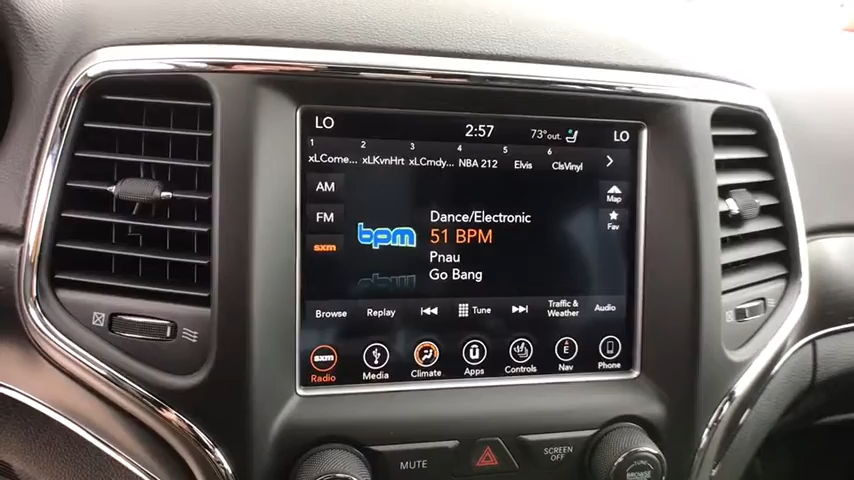 LO 2:57 73°out. LO
1 2 3 4 5 6
xLCome... xLKvnHrt xLCmdy... NBA 212 Elvis ClsVinyl
AM
Map
FM
Dance/Electronic
Fav
sxm
bpm
51 BPM
Pnau
Go Bang
Browse Replay Tune Traffic & Weather Audio
sxm
E
Radio Media Climate Apps Controls Nav Phone
MUTE
SCREEN OFF
BROWSE